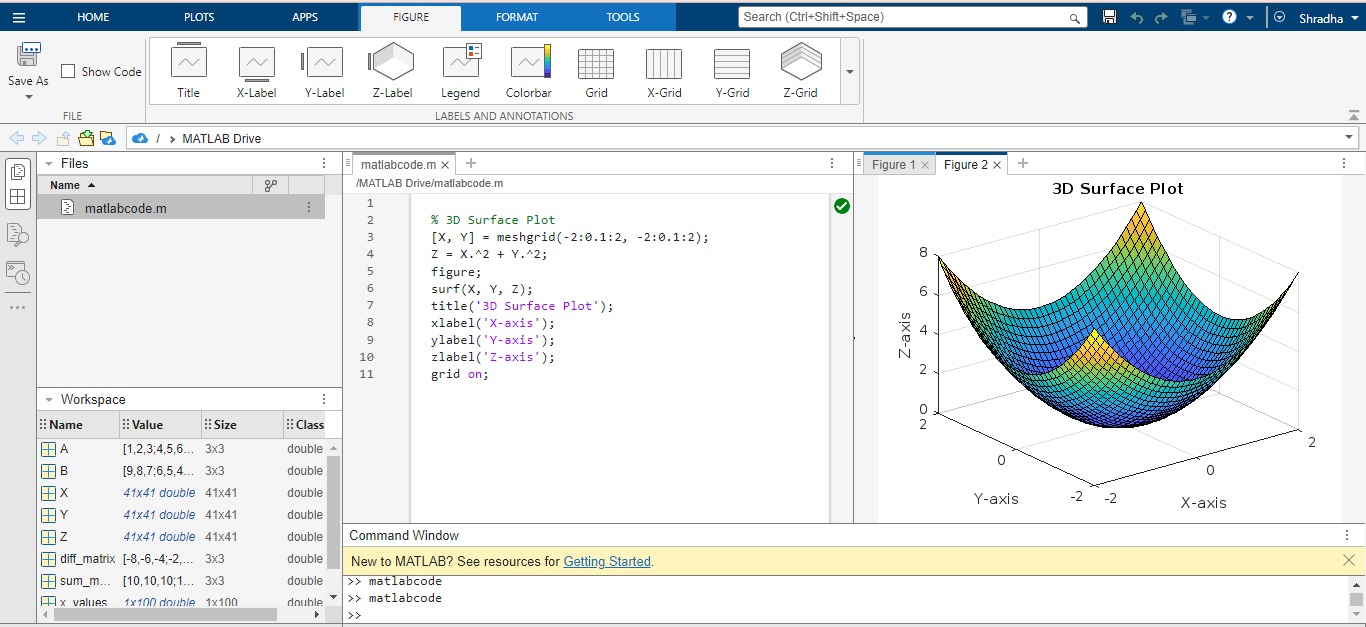 HOME PLOTS APPS FIGURE FORMAT TOOLS Search (Ctrl+Shift+Space) ? Shradha
Save As
Show Code
Title X-Label Y-Label Z-Label Legend Colorbar Grid X-Grid Y-Grid Z-Grid
FILE LABELS AND ANNOTATIONS
/ MATLAB Drive
Files
Name
matlabcode.m
Workspace
Name Value Size Class
A [1,2,3;4,5,6... 3x3 double
B [9,8,7;6,5,4... 3x3 double
X 41x41 double 41x41 double
Y 41x41 double 41x41 double
Z 41x41 double 41x41 double
diff_matrix [-8,-6,-4;-2,... 3x3 double
sum_m... [10,10,10;1... 3x3 double
x_values 1x100 double 1x100 double
matlabcode.m
/MATLAB Drive/matlabcode.m
1
2 % 3D Surface Plot
3 [X, Y] = meshgrid(-2:0.1:2, -2:0.1:2);
4 Z = X.^2 + Y.^2;
5 figure;
6 surf(X, Y, Z);
7 title('3D Surface Plot');
8 xlabel('X-axis');
9 ylabel('Y-axis');
10 zlabel('Z-axis');
11 grid on;
Figure 1 Figure 2
3D Surface Plot
8
6
4
2
0
Z-axis
2
0
-2
Y-axis
-2
0
2
X-axis
Command Window
New to MATLAB? See resources for Getting Started.
>> matlabcode
>> matlabcode
>>